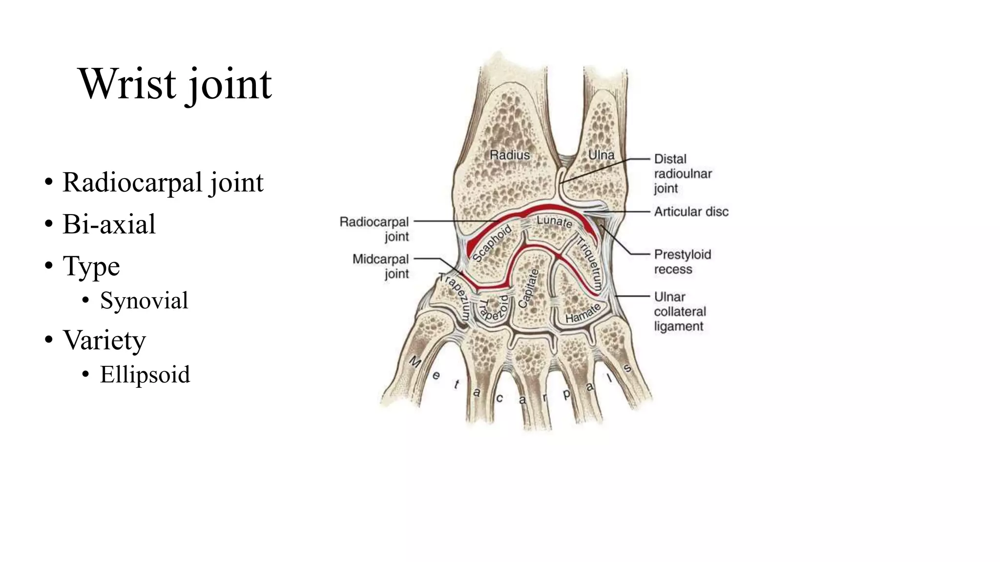 Wrist joint
• Radiocarpal joint
• Bi-axial
• Type
• Synovial
• Variety
• Ellipsoid
Radius
Ulna
Distal
radioulnar
joint
Articular disc
Radiocarpal
joint
Lunate
Scaphoid
Triquetrum
Midcarpal
joint
Prestyloid
recess
Trapezium
Trapezoid
Capitate
Hamate
Ulnar
collateral
ligament
Metacarpals